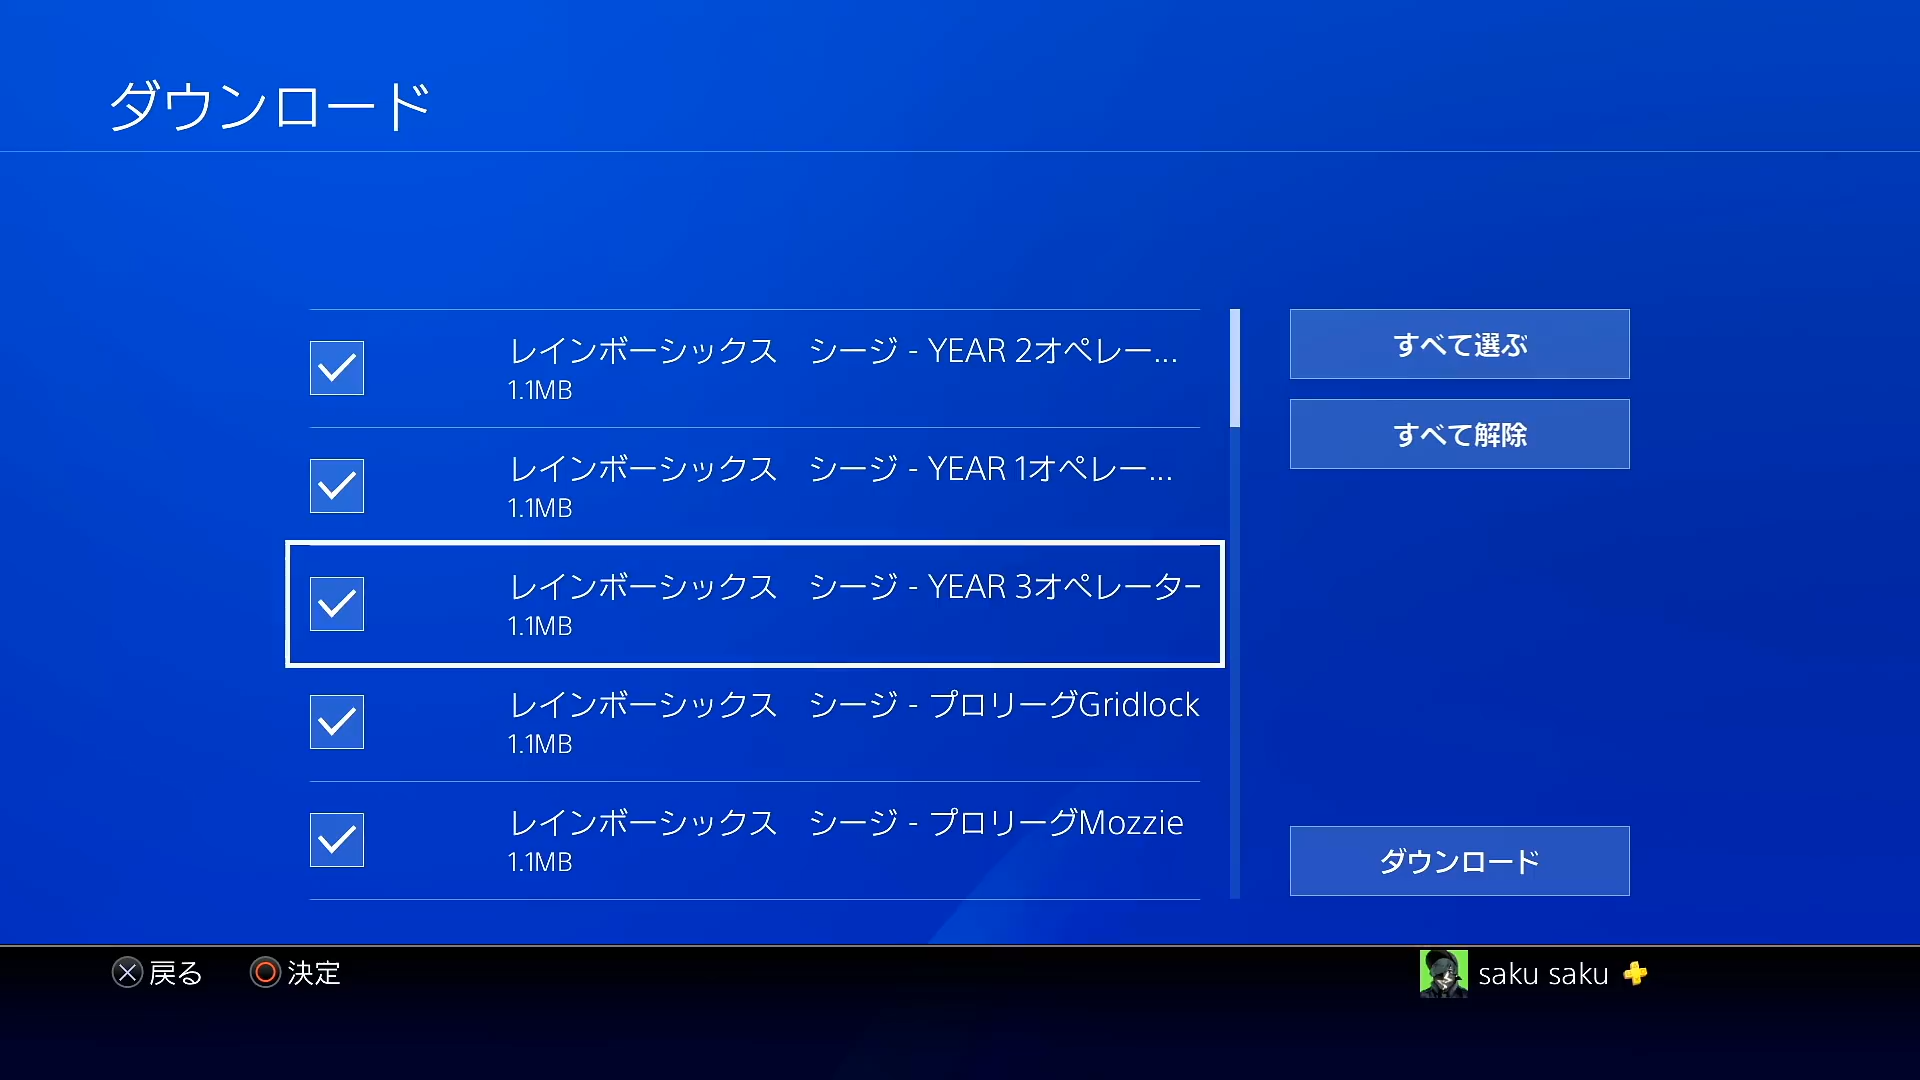 ダウンロード
レインボーシックス　シージ - YEAR 2オペレー...
1.1MB
レインボーシックス　シージ - YEAR 1オペレー...
1.1MB
レインボーシックス　シージ - YEAR 3オペレーター
1.1MB
レインボーシックス　シージ - プロリーグGridlock
1.1MB
レインボーシックス　シージ - プロリーグMozzie
1.1MB
すべて選ぶ
すべて解除
ダウンロード
戻る
決定
saku saku